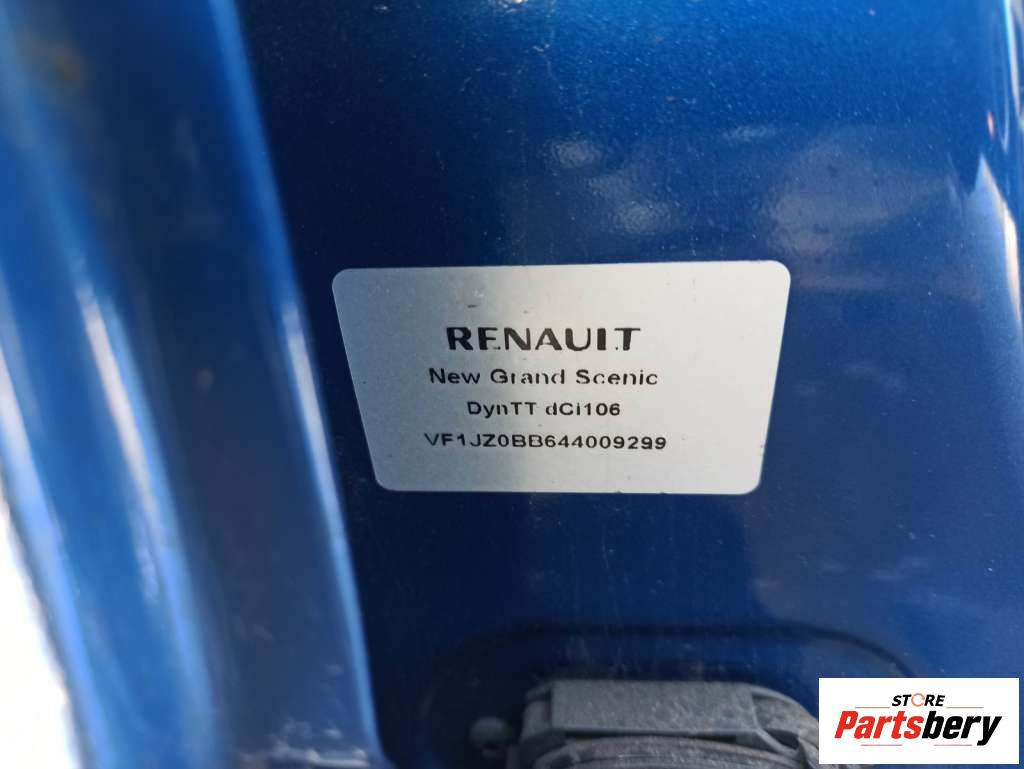 RENAULT
New Grand Scenic
DynTT dCi106
VF1JZ0BB644009299
STORE
Partsbery